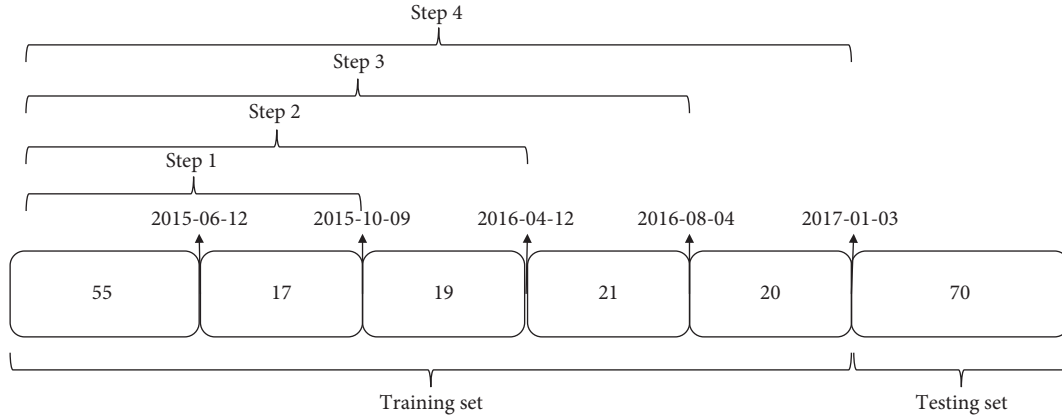 Step 4
Step 3
Step 2
Step 1
2015-06-12 2015-10-09 2016-04-12 2016-08-04 2017-01-03
55 17 19 21 20 70
Training set Testing set